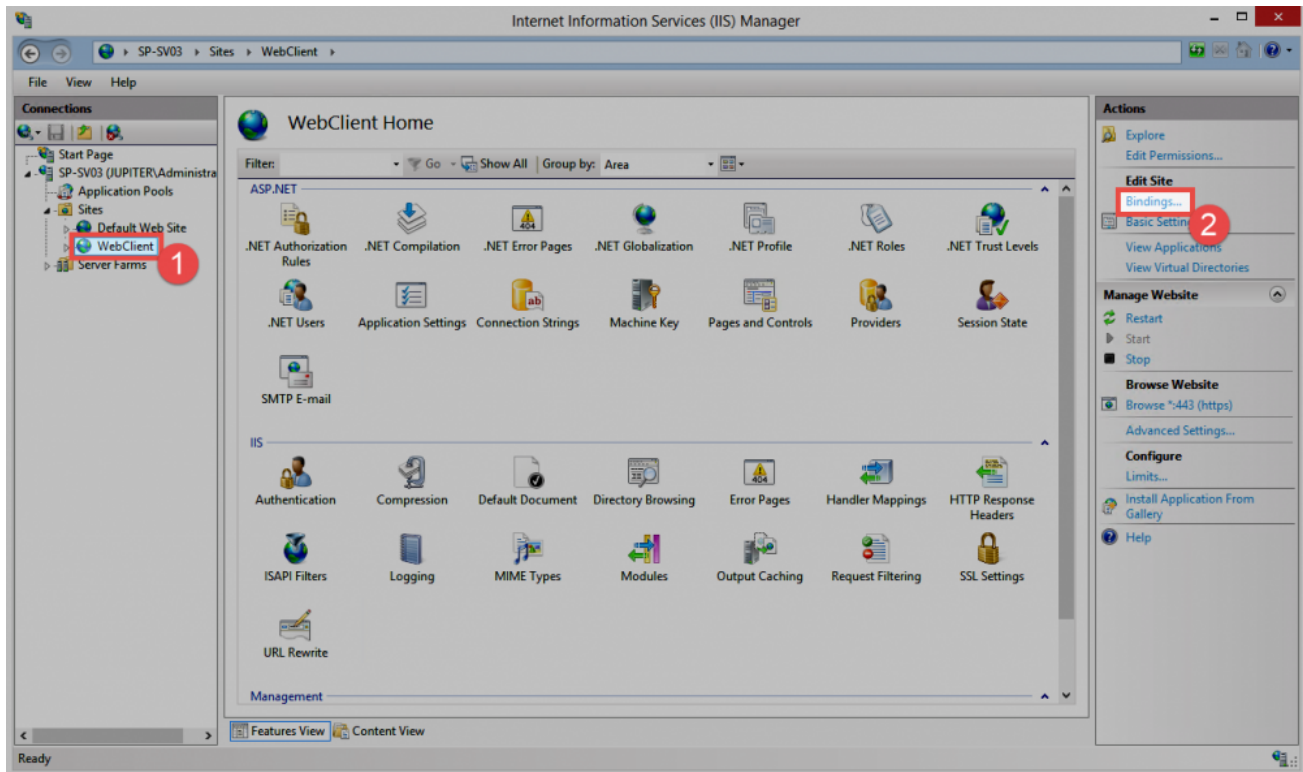 Internet Information Services (IIS) Manager
SP-SV03 Sites WebClient
File View Help
Connections
Start Page
SP-SV03 (JUPITER\Administra
Application Pools
Sites
Default Web Site
WebClient
1
Server Farms
WebClient Home
Filter: Go Show All Group by: Area
ASP.NET
.NET Authorization Rules
.NET Compilation
.NET Error Pages
.NET Globalization
.NET Profile
.NET Roles
.NET Trust Levels
.NET Users
Application Settings
Connection Strings
Machine Key
Pages and Controls
Providers
Session State
SMTP E-mail
IIS
Authentication
Compression
Default Document
Directory Browsing
Error Pages
Handler Mappings
HTTP Response Headers
ISAPI Filters
Logging
MIME Types
Modules
Output Caching
Request Filtering
SSL Settings
URL Rewrite
Management
Features View Content View
Actions
Explore
Edit Permissions...
Edit Site
Bindings...
2
Basic
View Applications
View Virtual Directories
Manage Website
Restart
Start
Stop
Browse Website
Browse *:443 (https)
Advanced Settings...
Configure
Limits...
Install Application From
Gallery
Help
Ready